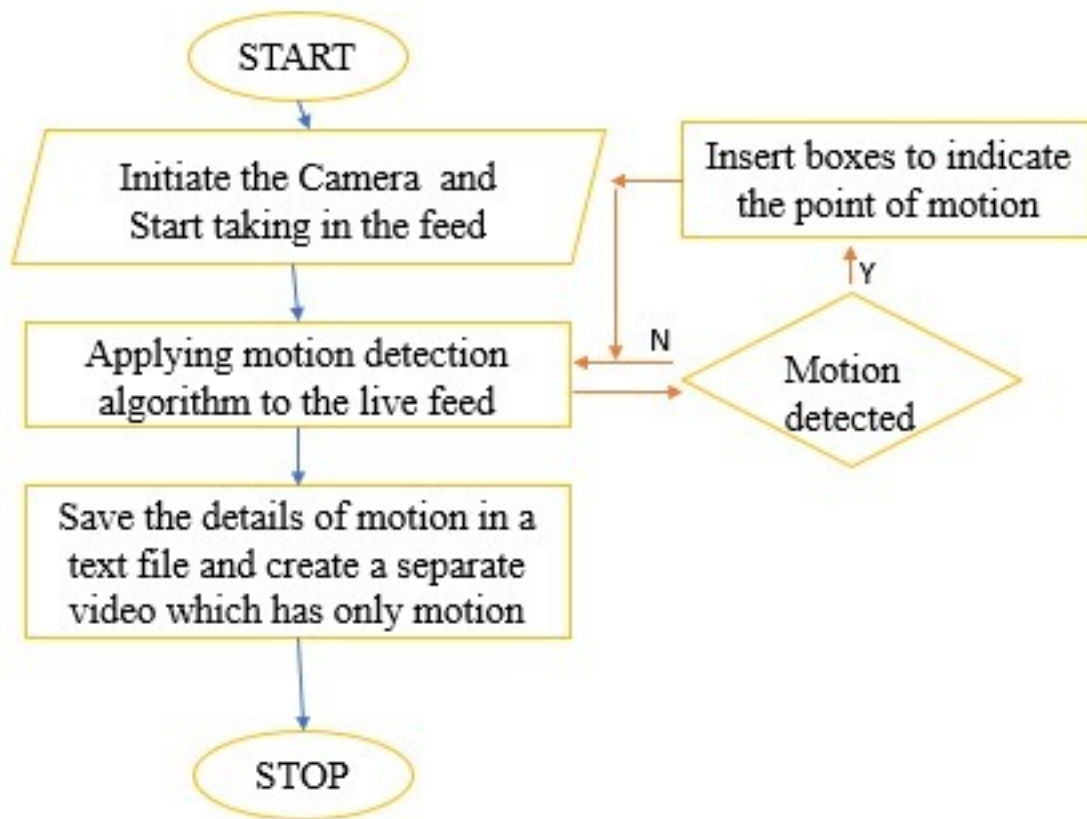 START
Initiate the Camera and
Start taking in the feed
Insert boxes to indicate
the point of motion
Y
N
Applying motion detection
algorithm to the live feed
Motion
detected
Save the details of motion in a
text file and create a separate
video which has only motion
STOP